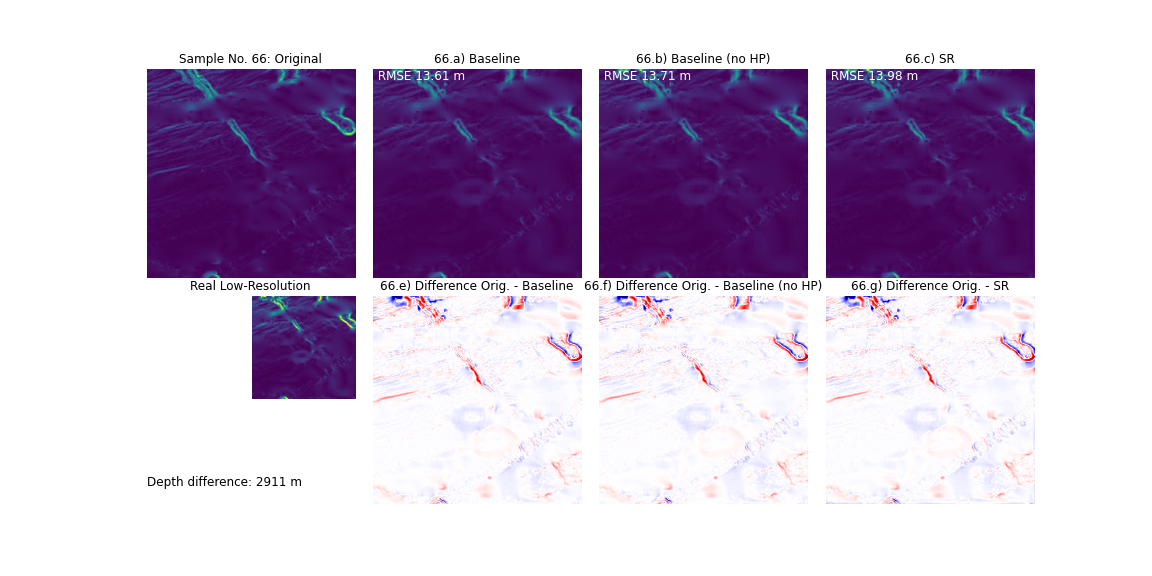 Sample No. 66: Original
66.a) Baseline
66.b) Baseline (no HP)
66.c) SR
RMSE 13.61 m
RMSE 13.71 m
RMSE 13.98 m
Real Low-Resolution
66.e) Difference Orig. - Baseline
66.f) Difference Orig. - Baseline (no HP)
66.g) Difference Orig. - SR
Depth difference: 2911 m